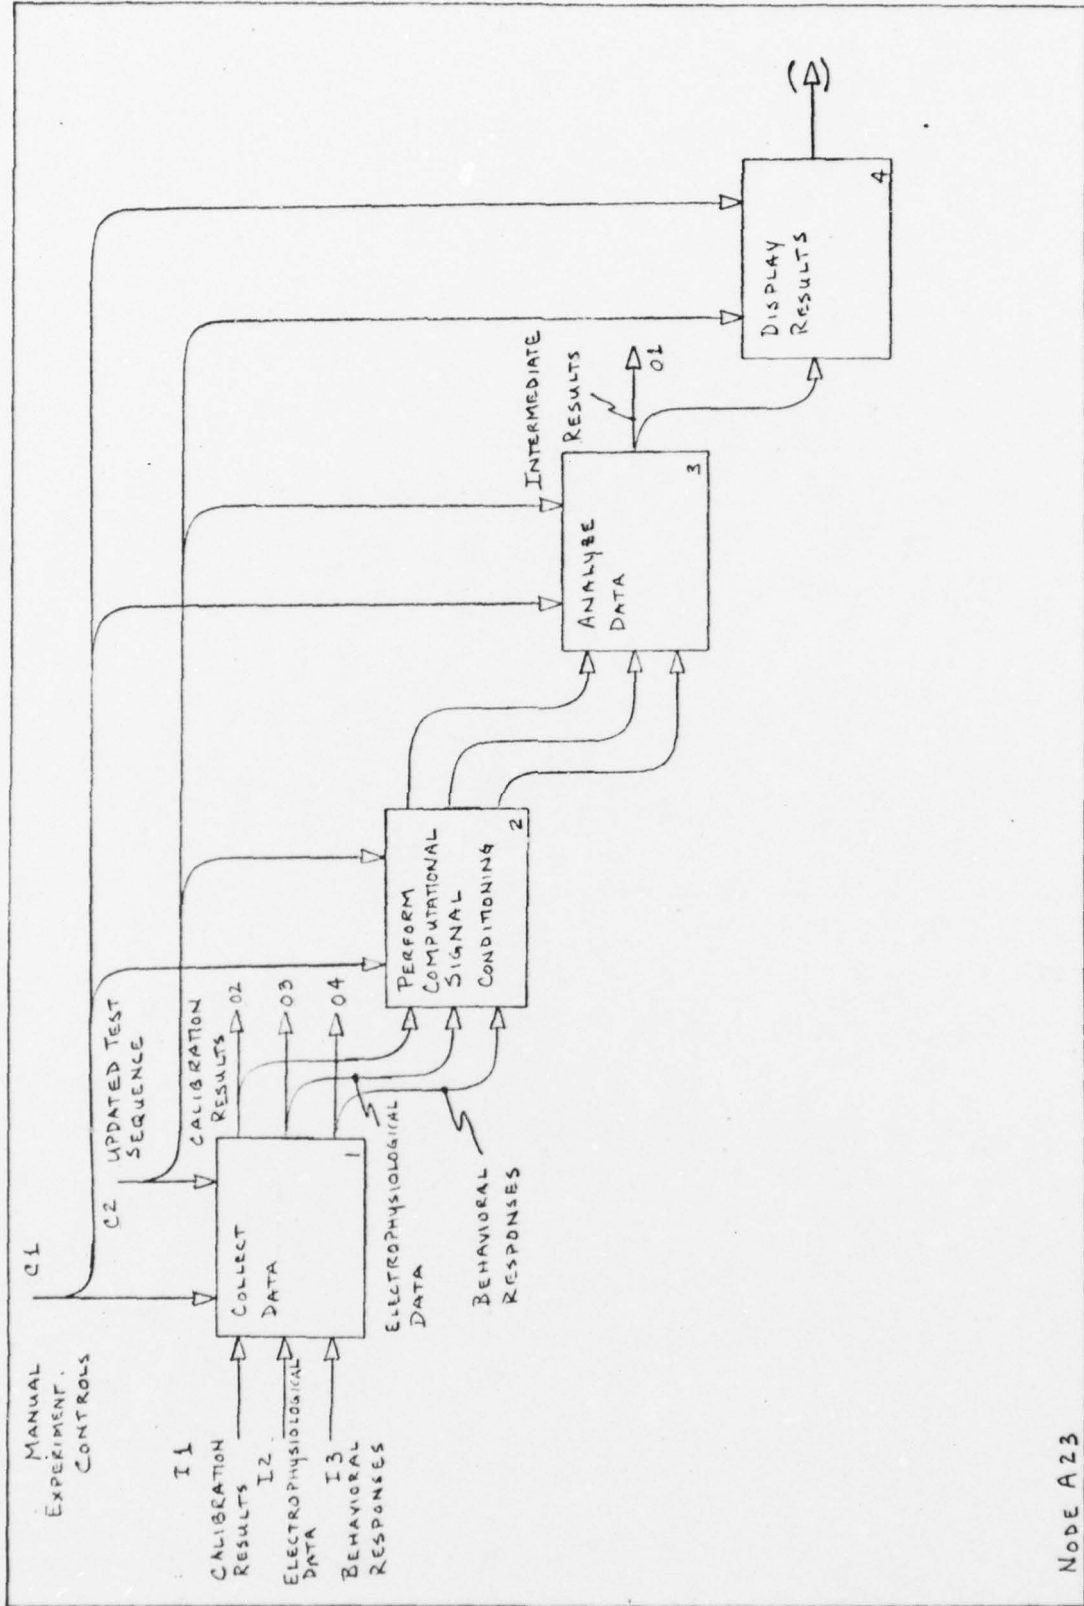 MANUAL
EXPERIMENT.
CONTROLS
C1
C2
UPDATED TEST
SEQUENCE
I1
CALIBRATION
RESULTS
I2
ELECTROPHYSIOLOGICAL
DATA
I3
BEHAVIORAL
RESPONSES
COLLECT
DATA
1
CALIBRATION
RESULTS
O2
O3
O4
ELECTROPHYSIOLOGICAL
DATA
BEHAVIORAL
RESPONSES
PERFORM
COMPUTATIONAL
SIGNAL
CONDITIONING
2
ANALYZE
DATA
3
INTERMEDIATE
RESULTS
O1
DISPLAY
RESULTS
4
( )
NODE A23